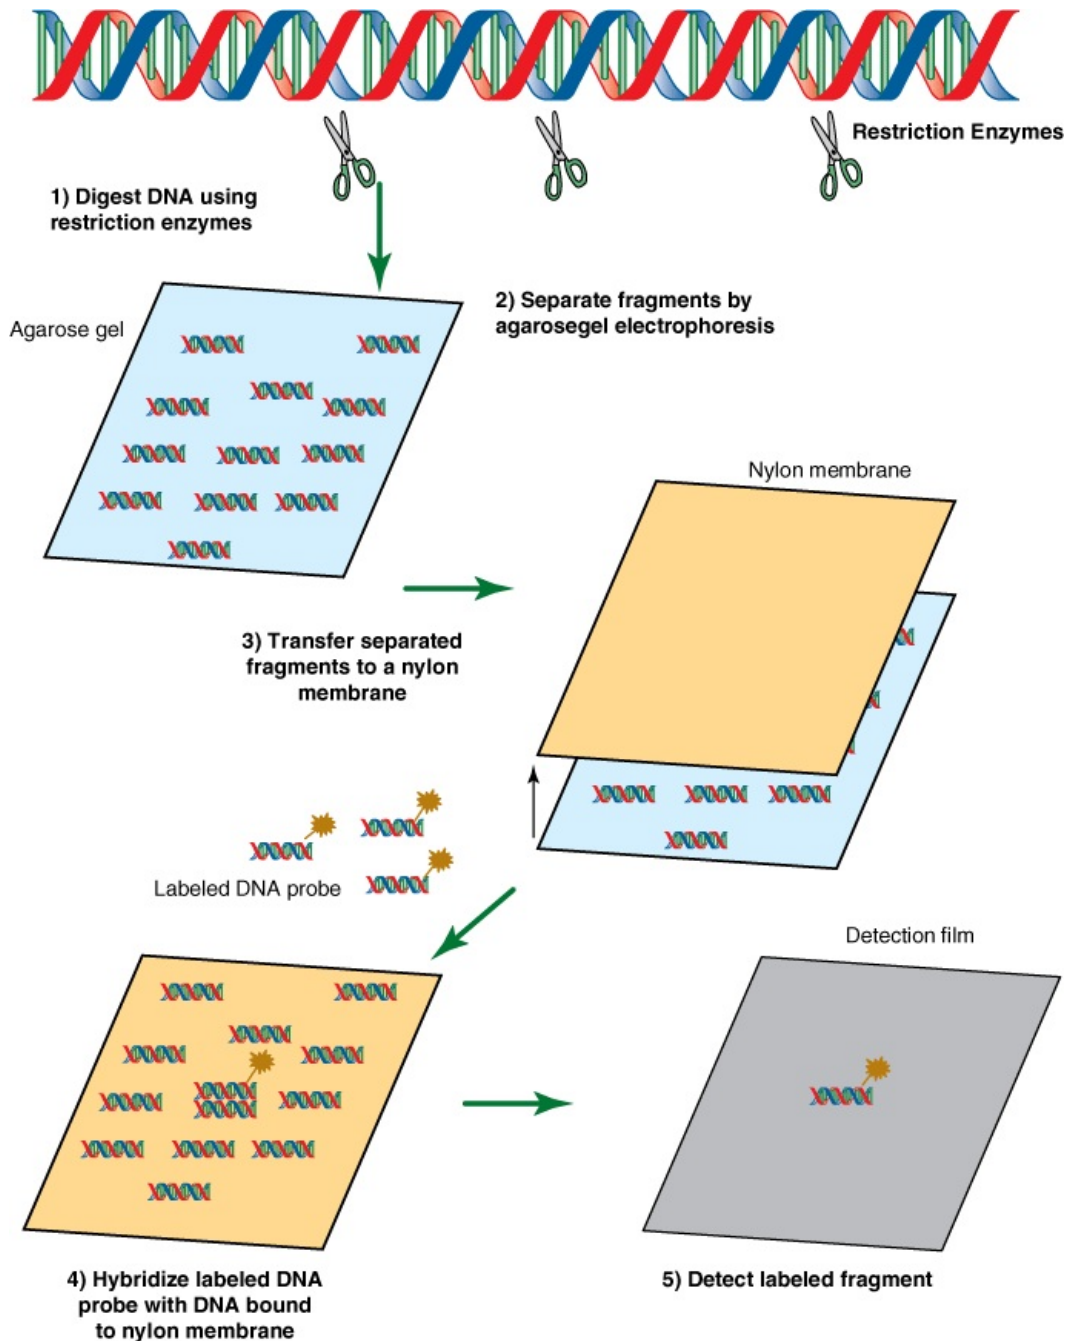 Restriction Enzymes
1) Digest DNA using
restriction enzymes
2) Separate fragments by
agarosegel electrophoresis
Agarose gel
Nylon membrane
3) Transfer separated
fragments to a nylon
membrane
Labeled DNA probe
Detection film
4) Hybridize labeled DNA
probe with DNA bound
to nylon membrane
5) Detect labeled fragment